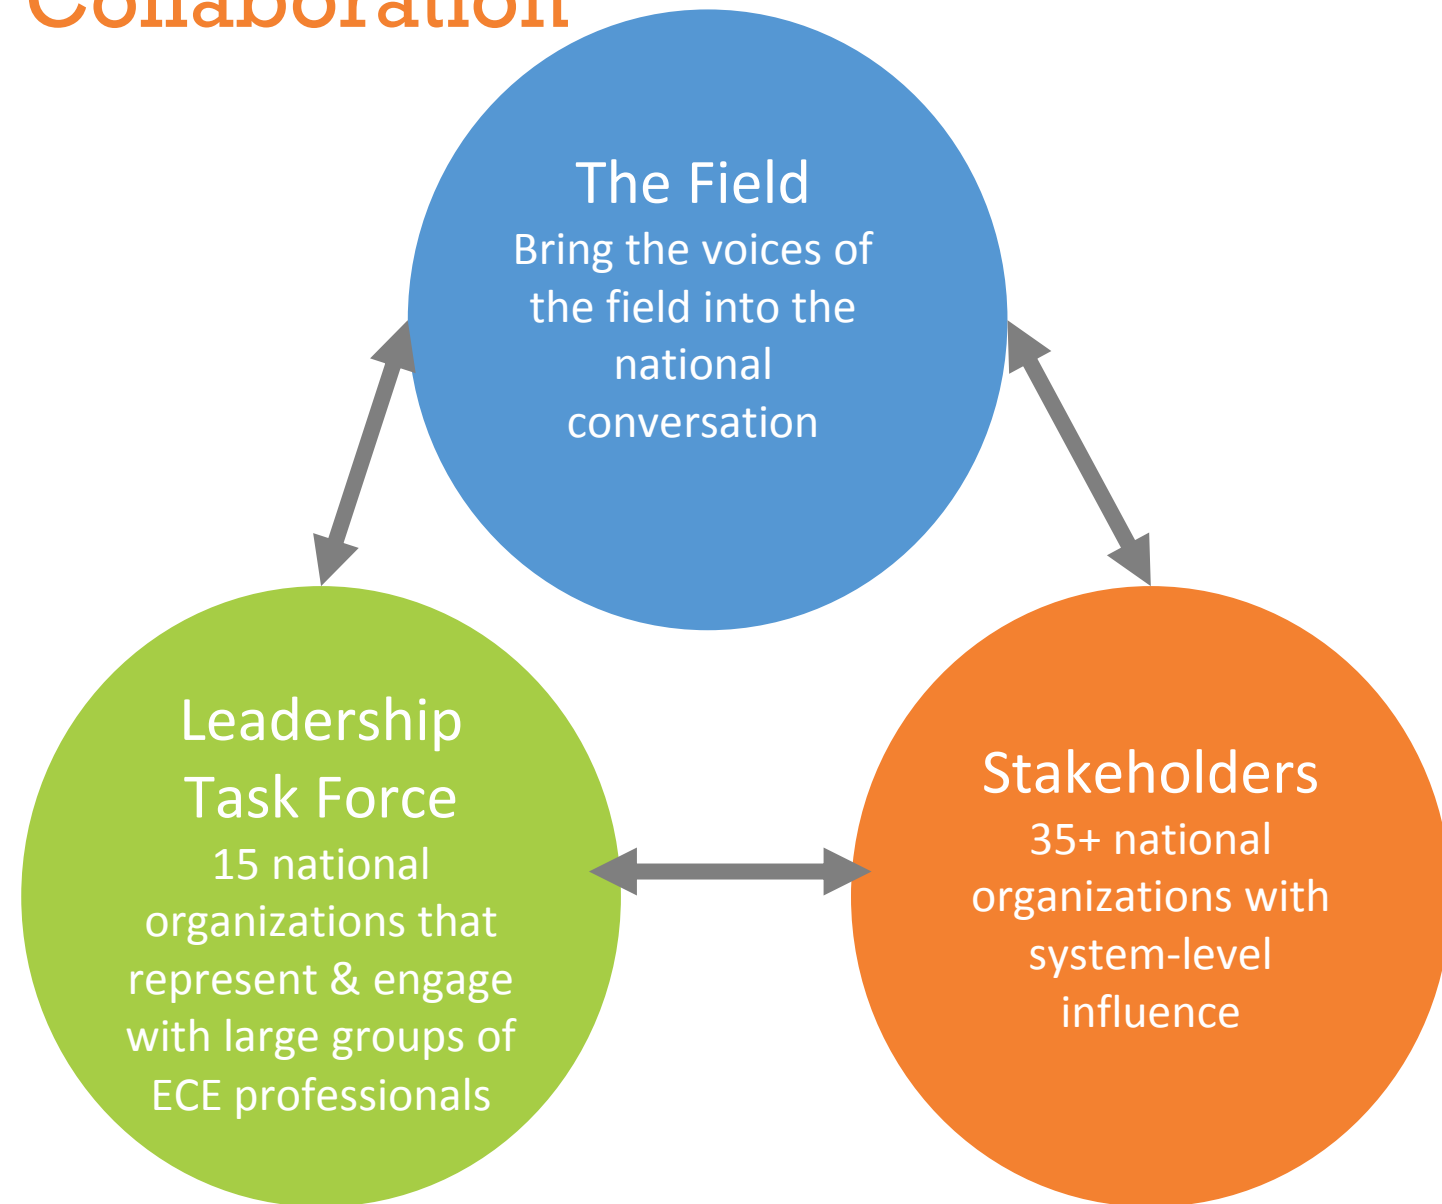 Collaboration
The Field
Bring the voices of
the field into the
national
conversation
Leadership
Task Force
15 national
organizations that
represent & engage
with large groups of
ECE professionals
Stakeholders
35+ national
organizations with
system-level
influence